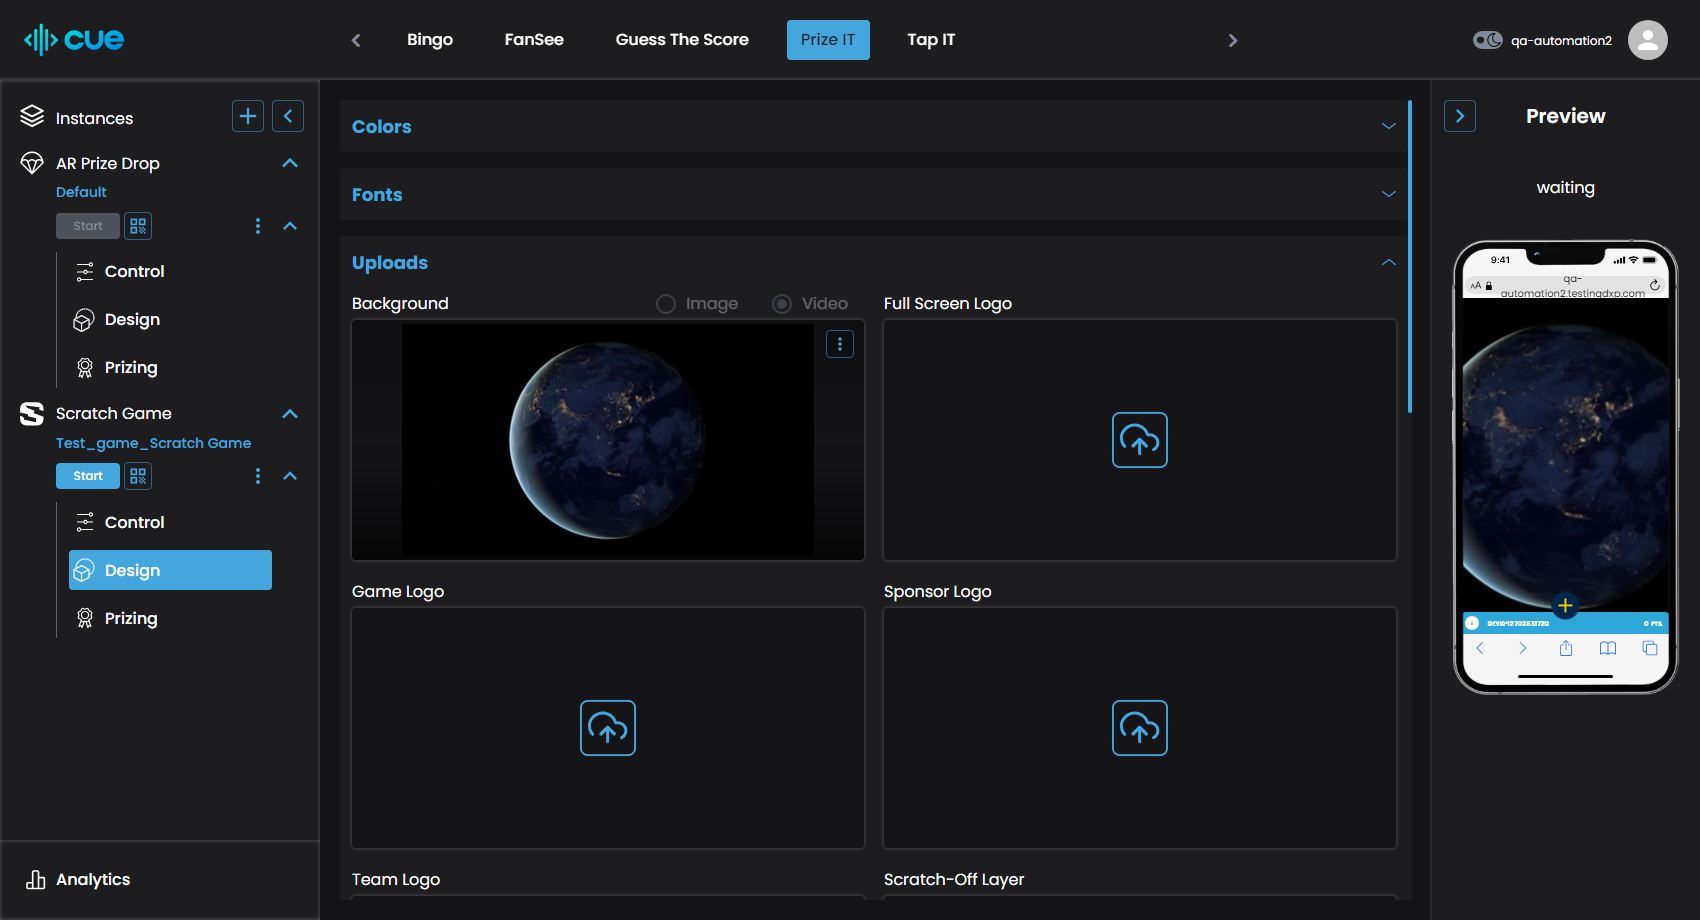 cue
Bingo
FanSee
Guess The Score
Prize IT
Tap IT
qa-automation2
Instances
AR Prize Drop
Default
Start
Control
Design
Prizing
Scratch Game
Test_game_Scratch Game
Start
Control
Design
Prizing
Analytics
Colors
Fonts
Uploads
Background
Image
Video
Full Screen Logo
Game Logo
Sponsor Logo
Team Logo
Scratch-Off Layer
Preview
waiting
9:41
AA
qa-
automation2.testingdxp.com
0 PTS.